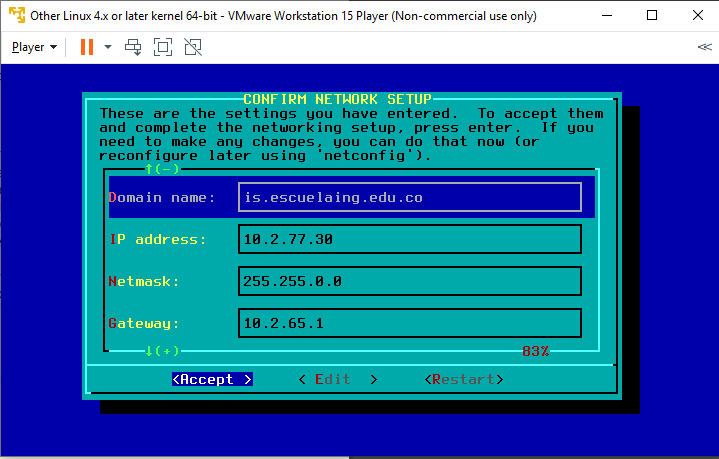 Other Linux 4.x or later kernel 64-bit - VMware Workstation 15 Player (Non-commercial use only)
Player
CONFIRM NETWORK SETUP
These are the settings you have entered.  To accept them
and complete the networking setup, press enter.  If you
need to make any changes, you can do that now (or
reconfigure later using 'netconfig').
↑(-)
Domain name: is.escuelaing.edu.co
IP address: 10.2.77.30
Netmask: 255.255.0.0
Gateway: 10.2.65.1
↓(+) 83%
<Accept > < Edit > <Restart>